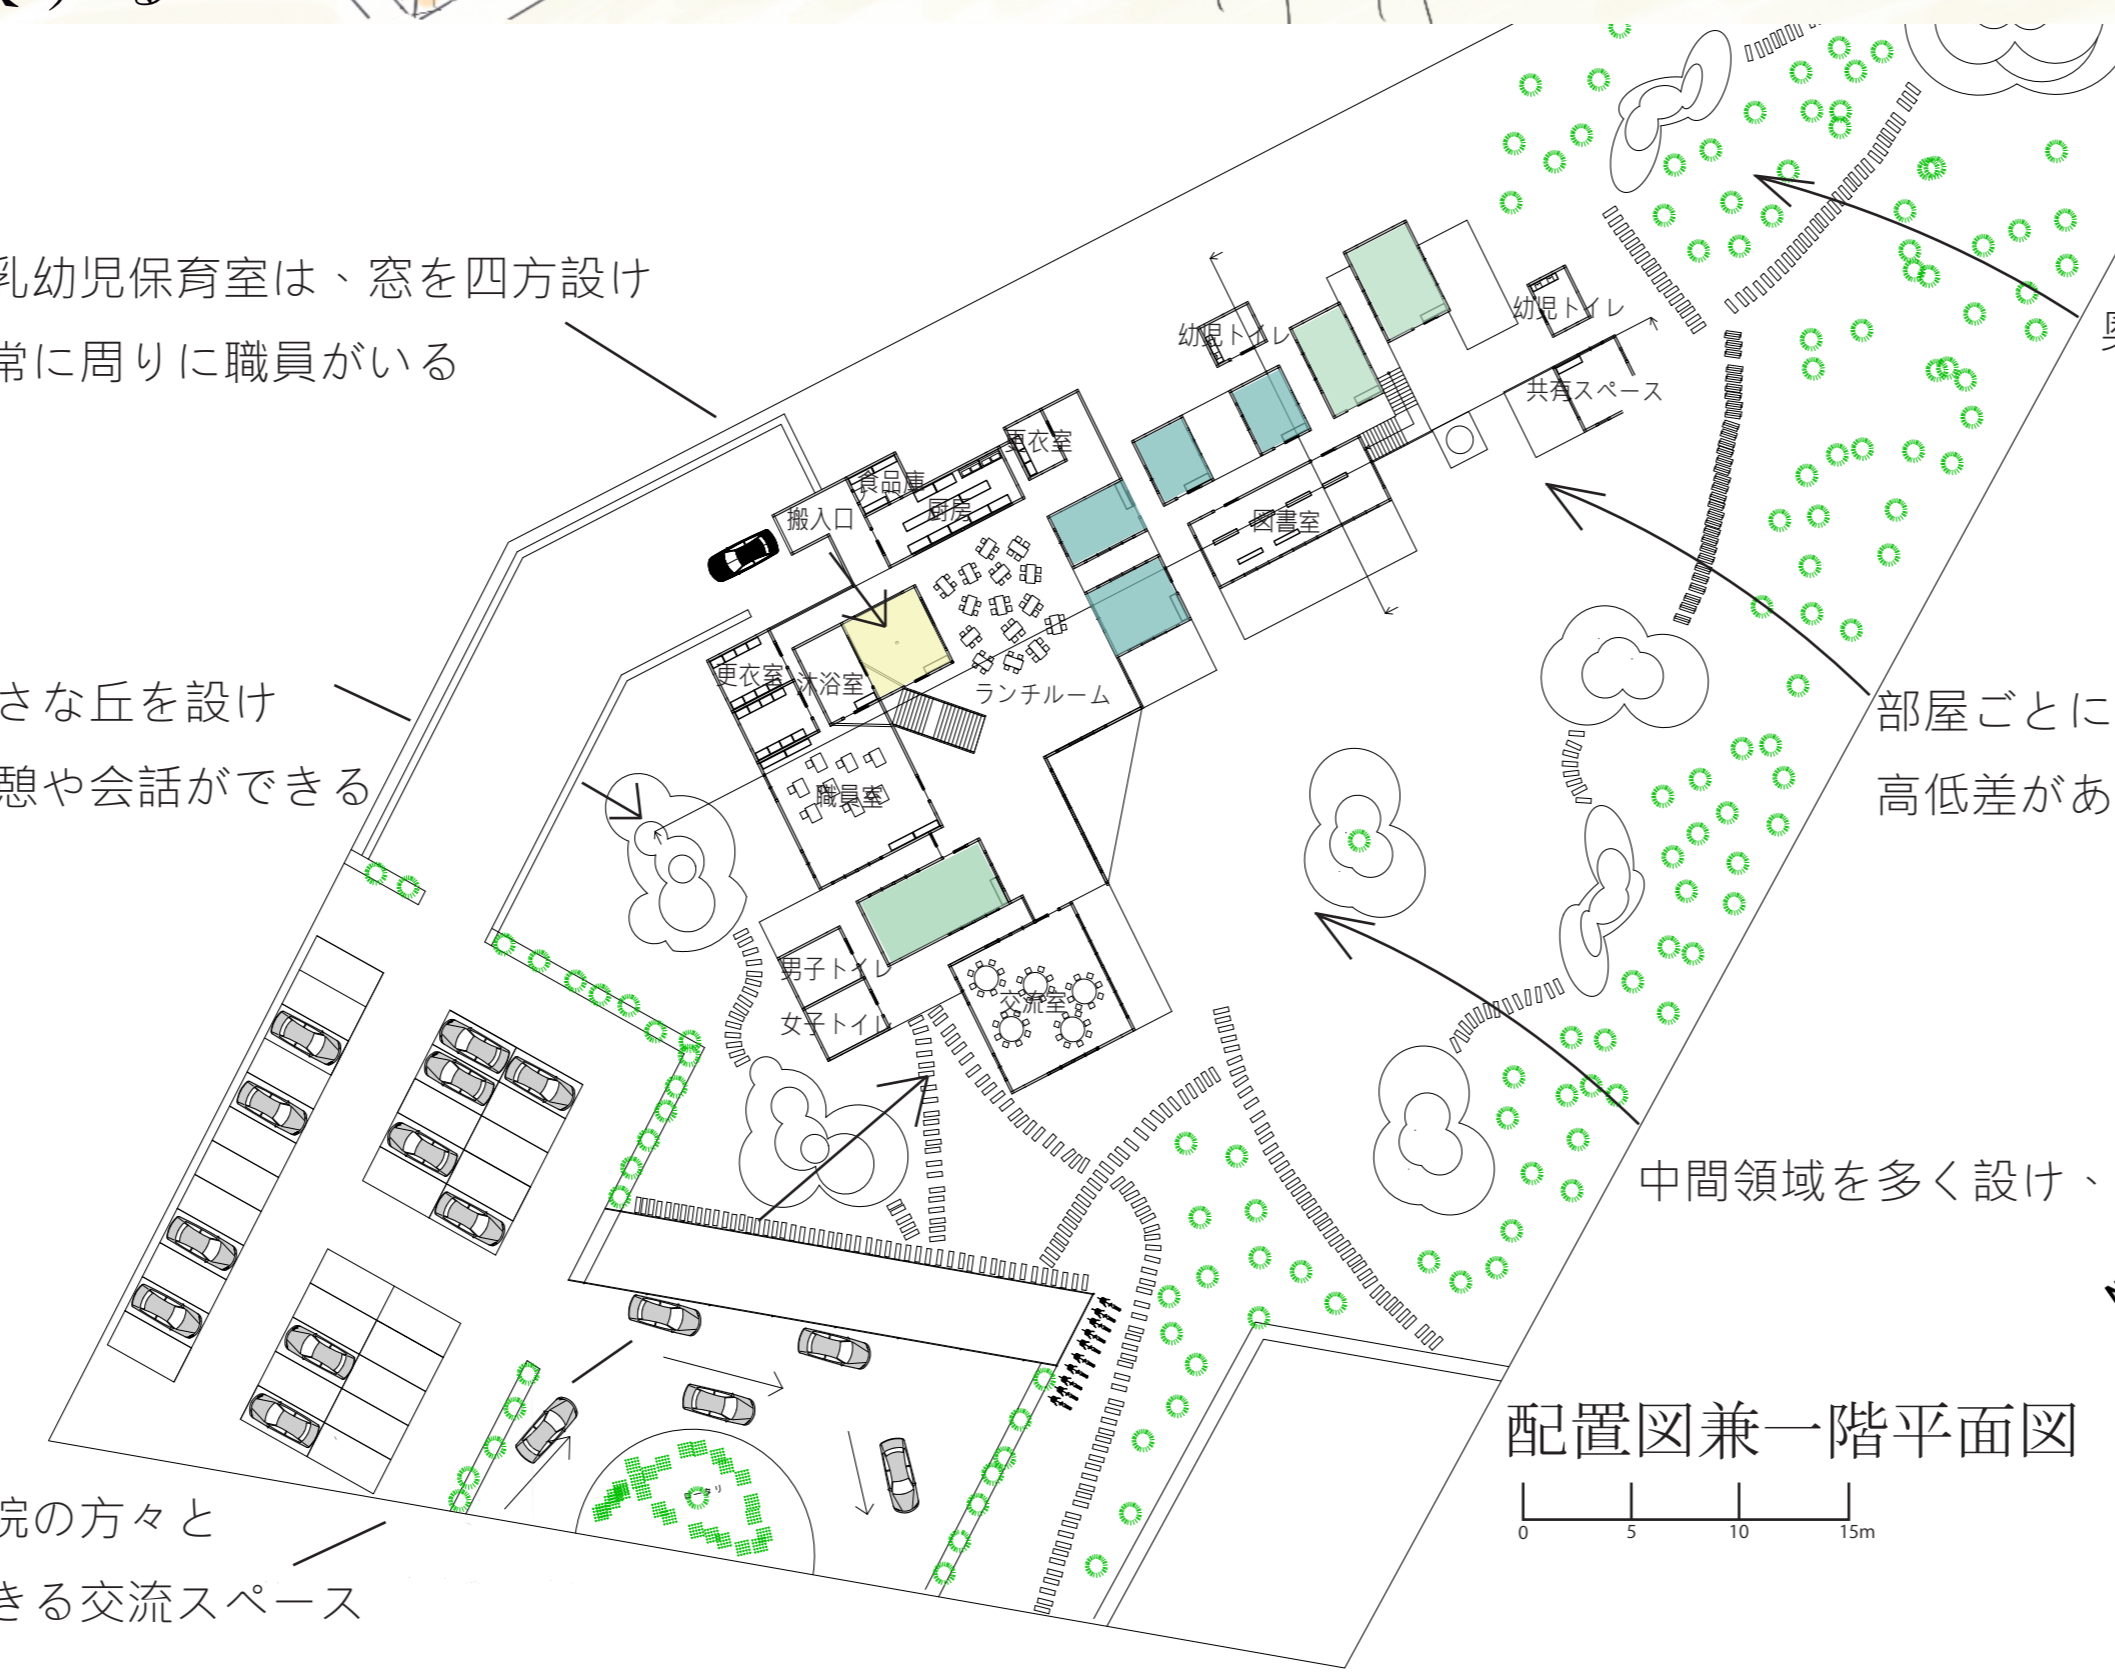 乳幼児保育室は、窓を四方設け
常に周りに職員がいる
幼児トイレ
幼児トイレ
共有スペース
更衣室
食品庫
厨房
搬入口
図書室
さな丘を設け
憩や会話ができる
更衣室
沐浴室
ランチルーム
職員室
部屋ごとに
高低差があ
男子トイレ
交流室
女子トイレ
中間領域を多く設け、
配置図兼一階平面図
0 5 10 15m
院の方々と
きる交流スペース